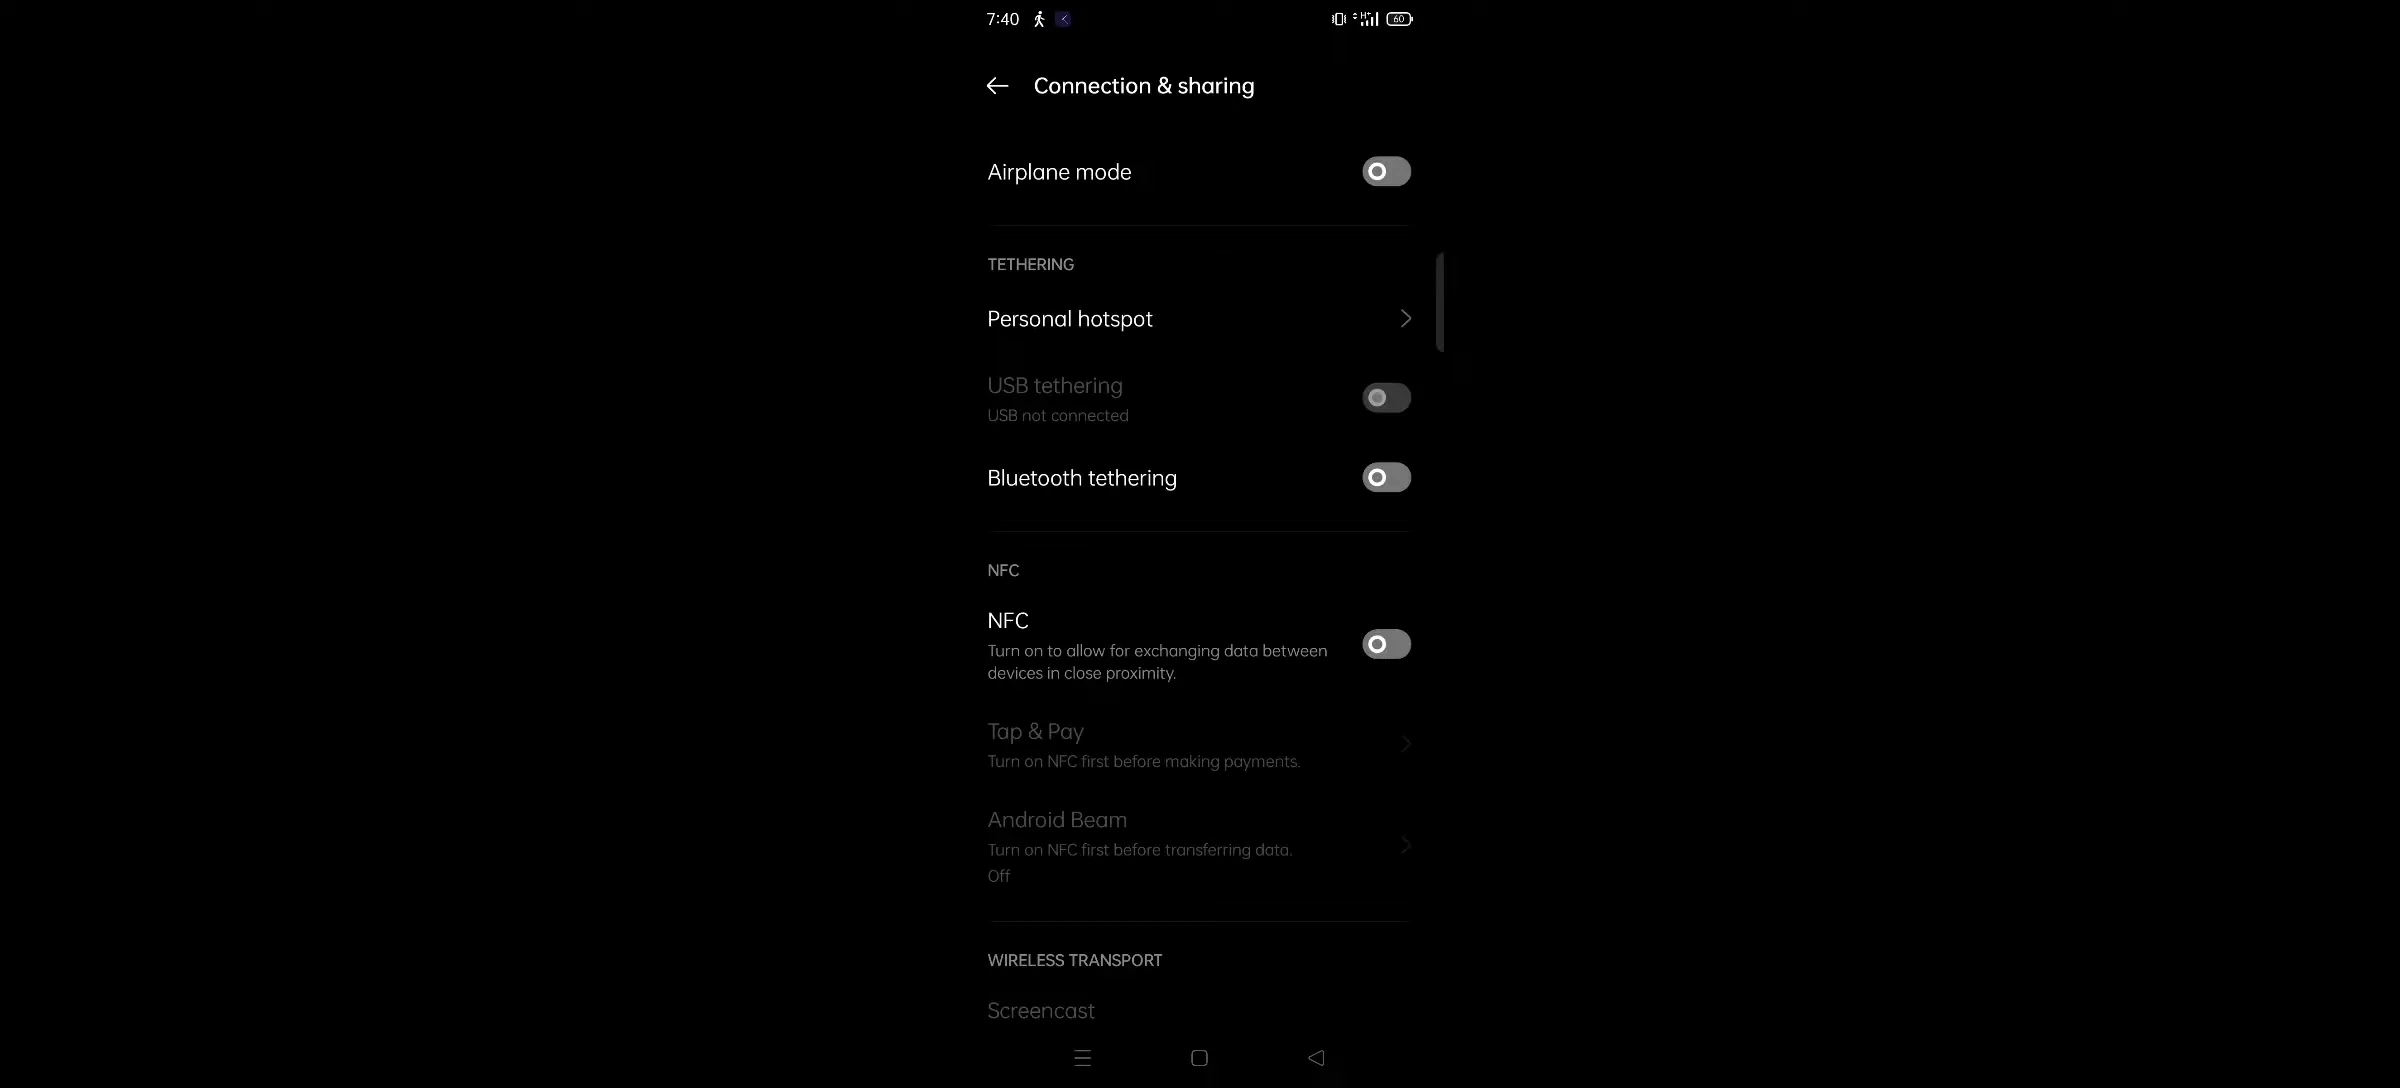 7:40
H+
60
Connection & sharing
Airplane mode
TETHERING
Personal hotspot
USB tethering
USB not connected
Bluetooth tethering
NFC
NFC
Turn on to allow for exchanging data between
devices in close proximity.
Tap & Pay
Turn on NFC first before making payments.
Android Beam
Turn on NFC first before transferring data.
Off
WIRELESS TRANSPORT
Screencast